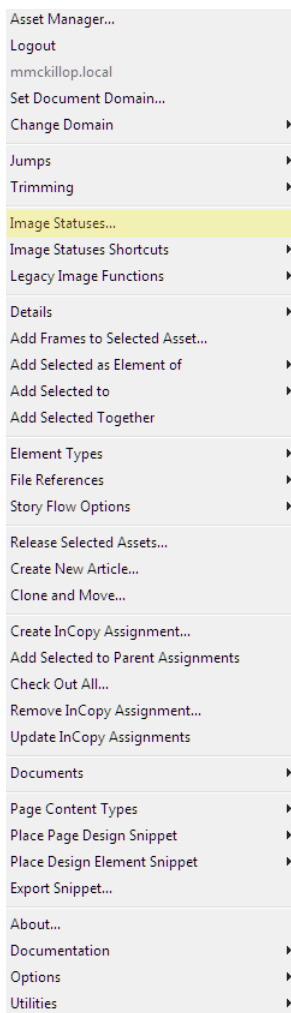 Asset Manager...
Logout
mmckillop.local
Set Document Domain...
Change Domain
Jumps
Trimming
Image Statuses...
Image Statuses Shortcuts
Legacy Image Functions
Details
Add Frames to Selected Asset...
Add Selected as Element of
Add Selected to
Add Selected Together
Element Types
File References
Story Flow Options
Release Selected Assets...
Create New Article...
Clone and Move...
Create InCopy Assignment...
Add Selected to Parent Assignments
Check Out All...
Remove InCopy Assignment...
Update InCopy Assignments
Documents
Page Content Types
Place Page Design Snippet
Place Design Element Snippet
Export Snippet...
About...
Documentation
Options
Utilities